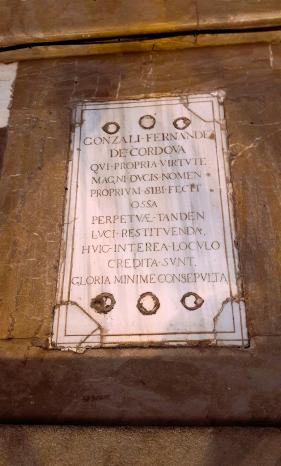 GONZALI·FERNANDE
DE CORDOVA
QVI PROPRIA VIRTVTE
MAGNI DVCIS NOMEN
PROPRIVM SIBI FECIT
OSSA
PERPETVÆ TANDEN
LVCI RESTITVENDA
HVIC INTEREA LOCVLO
CREDITA SVNT
GLORIA MINIME CONSEPVLTA